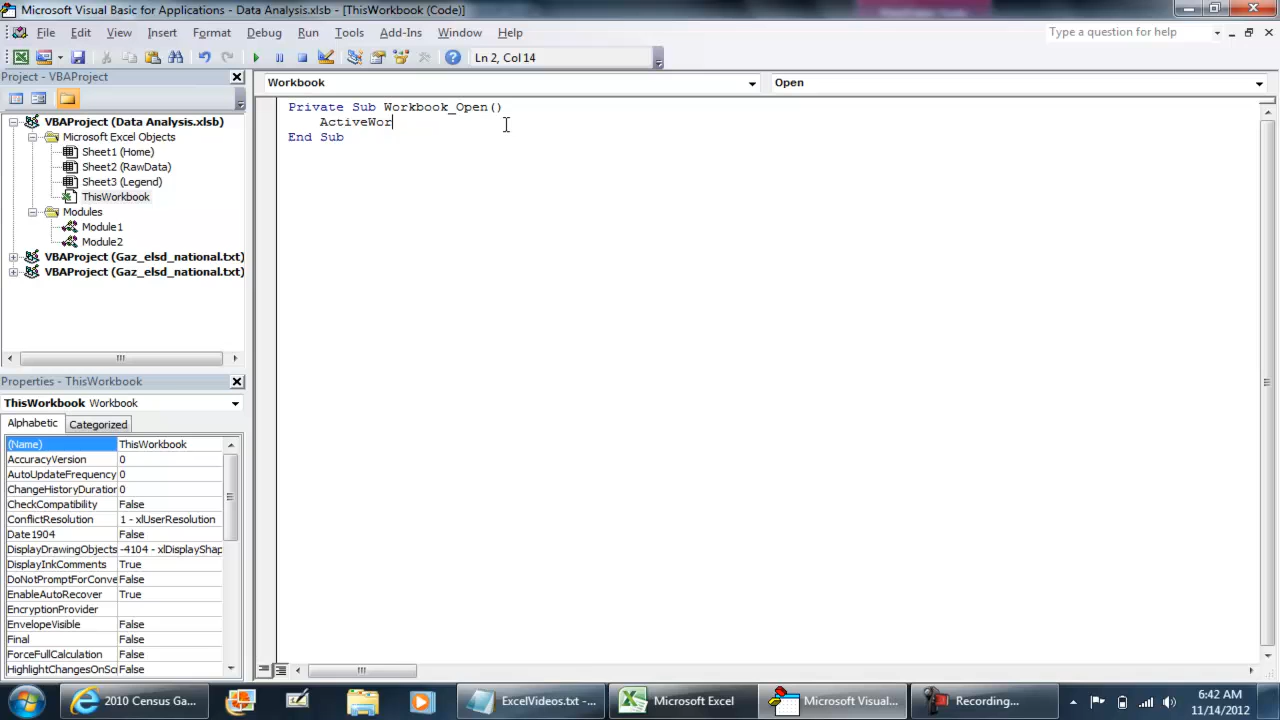 Microsoft Visual Basic for Applications - Data Analysis.xlsb - [ThisWorkbook (Code)]
File Edit View Insert Format Debug Run Tools Add-Ins Window Help
Type a question for help
Ln 2, Col 14
Project - VBAProject
Workbook
Open
VBAProject (Data Analysis.xlsb)
Microsoft Excel Objects
Sheet1 (Home)
Sheet2 (RawData)
Sheet3 (Legend)
ThisWorkbook
Modules
Module1
Module2
VBAProject (Gaz_elsd_national.txt)
VBAProject (Gaz_elsd_national.txt)
Private Sub Workbook_Open()
ActiveWor
End Sub
Properties - ThisWorkbook
ThisWorkbook Workbook
Alphabetic Categorized
(Name) ThisWorkbook
AccuracyVersion 0
AutoUpdateFrequency 0
ChangeHistoryDuration 0
CheckCompatibility False
ConflictResolution 1 - xlUserResolution
Date1904 False
DisplayDrawingObjects -4104 - xlDisplayShap
DisplayInkComments True
DoNotPromptForConve False
EnableAutoRecover True
EncryptionProvider
EnvelopeVisible False
Final False
ForceFullCalculation False
HighlightChangesOnSc False
2010 Census Ga...
ExcelVideos.txt -...
Microsoft Excel
Microsoft Visual...
Recording...
6:42 AM
11/14/2012